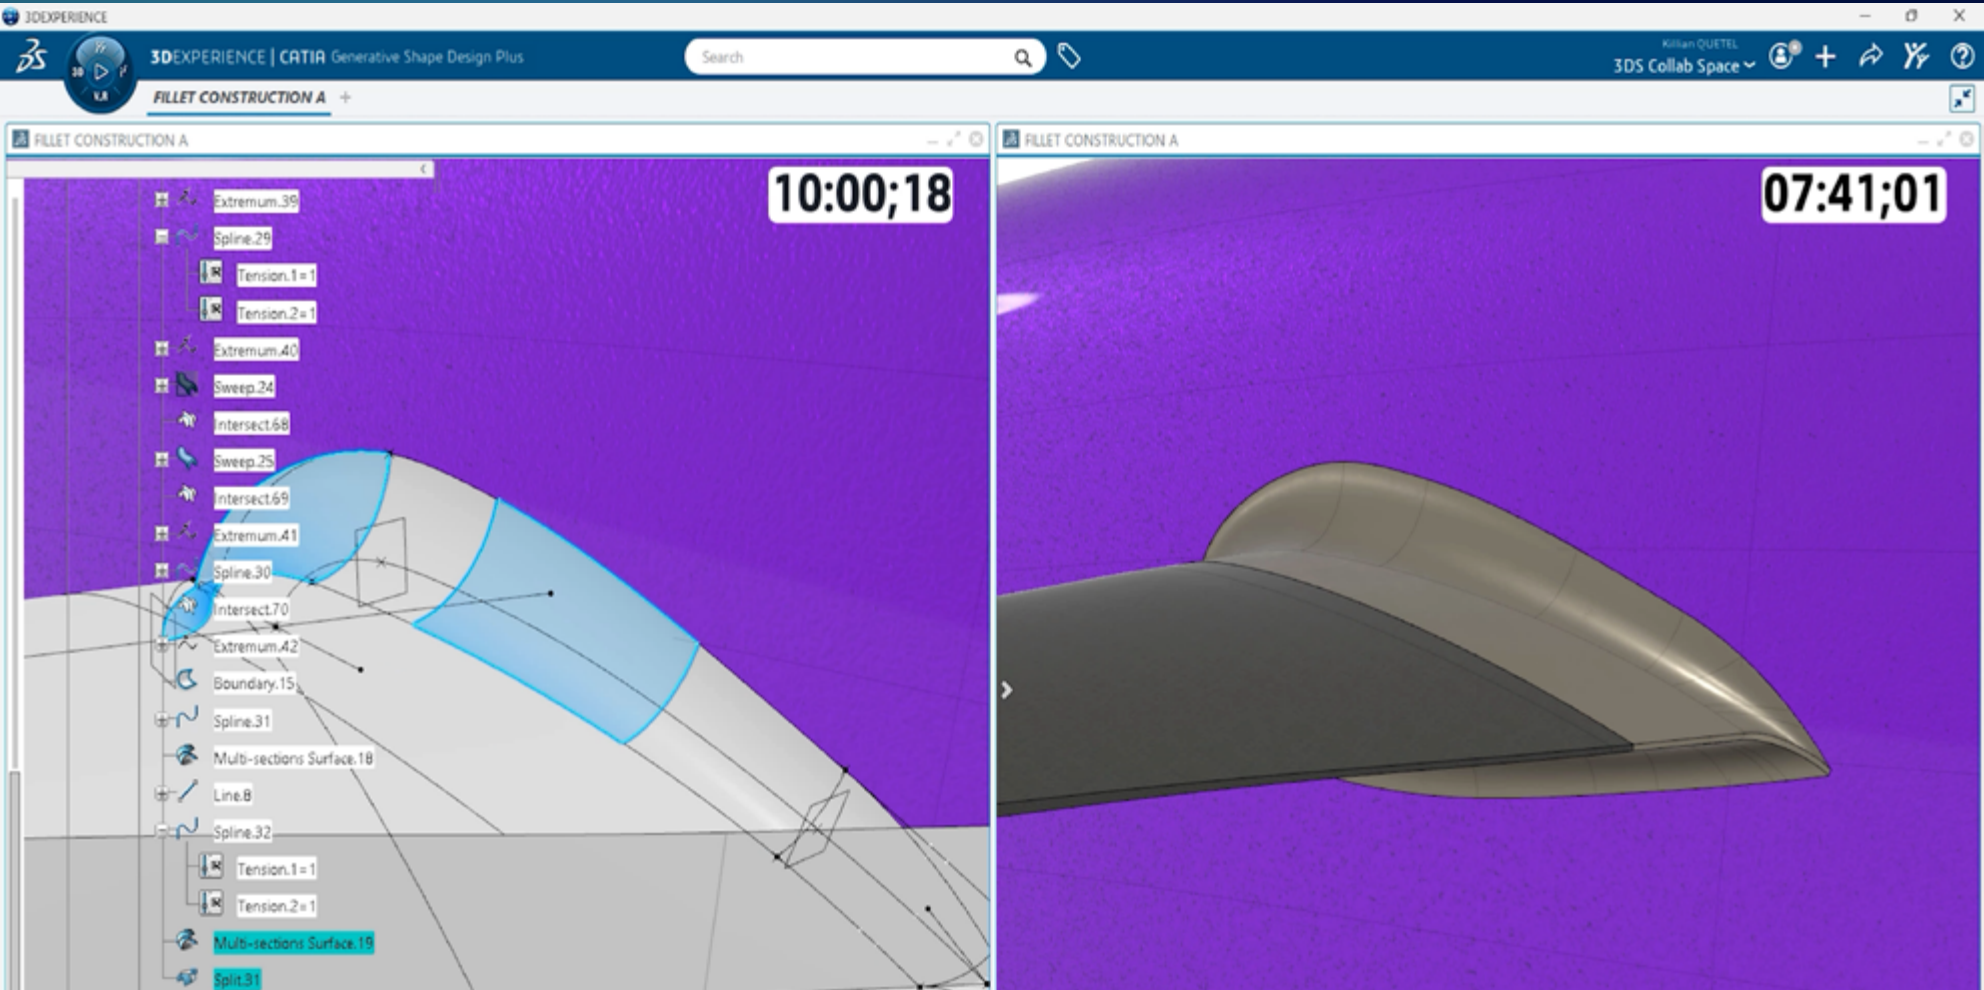 3DEXPERIENCE
3DEXPERIENCE | CATIA Generative Shape Design Plus
Search
Killian QUETEL
3DS Collab Space
3D
V.R
FILLET CONSTRUCTION A +
FILLET CONSTRUCTION A
10:00;18
Extremum.39
Spline.29
Tension.1=1
Tension.2=1
Extremum.40
Sweep.24
Intersect.68
Sweep.25
Intersect.69
Extremum.41
Spline.30
Intersect.70
Extremum.42
Boundary.15
Spline.31
Multi-sections Surface.18
Line.8
Spline.32
Tension.1=1
Tension.2=1
Multi-sections Surface.19
Split.31
FILLET CONSTRUCTION A
07:41;01